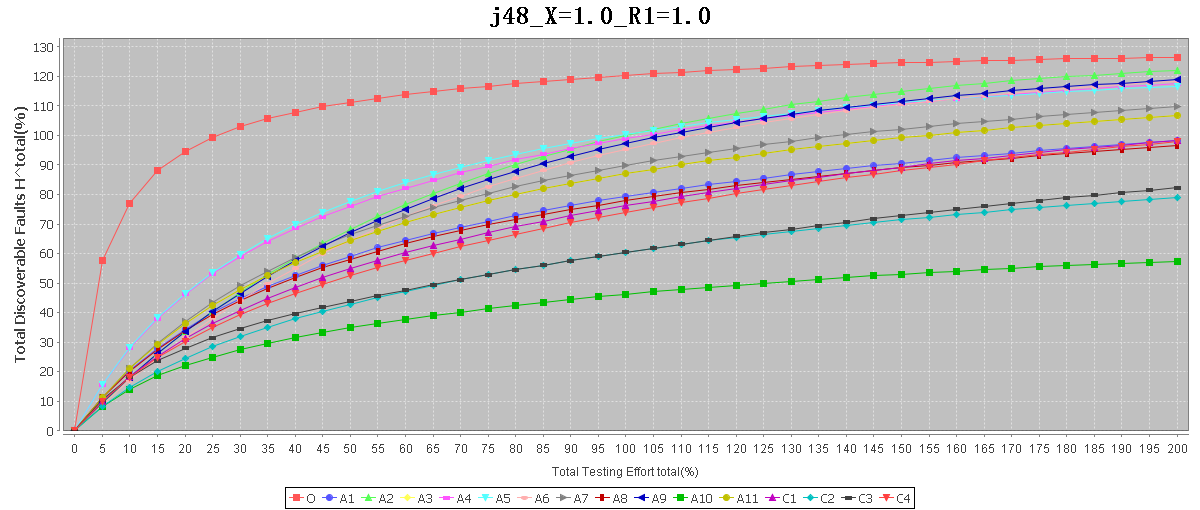 j48_X=1.0_R1=1.0
Total Discoverable Faults H^total(%)
130
120
110
100
90
80
70
60
50
40
30
20
10
0
0 5 10 15 20 25 30 35 40 45 50 55 60 65 70 75 80 85 90 95 100 105 110 115 120 125 130 135 140 145 150 155 160 165 170 175 180 185 190 195 200
Total Testing Effort total(%)
O A1 A2 A3 A4 A5 A6 A7 A8 A9 A10 A11 C1 C2 C3 C4